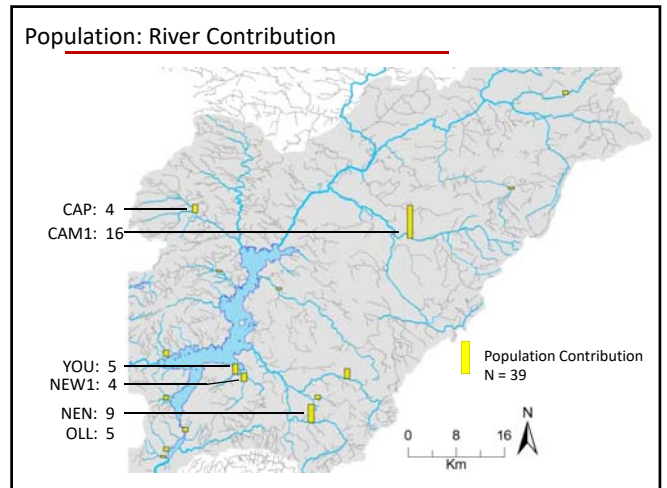 Population: River Contribution
CAP: 4
CAM1: 16
YOU: 5
NEW1: 4
NEN: 9
OLL: 5
Population Contribution
N = 39
N
0 8 16
Km